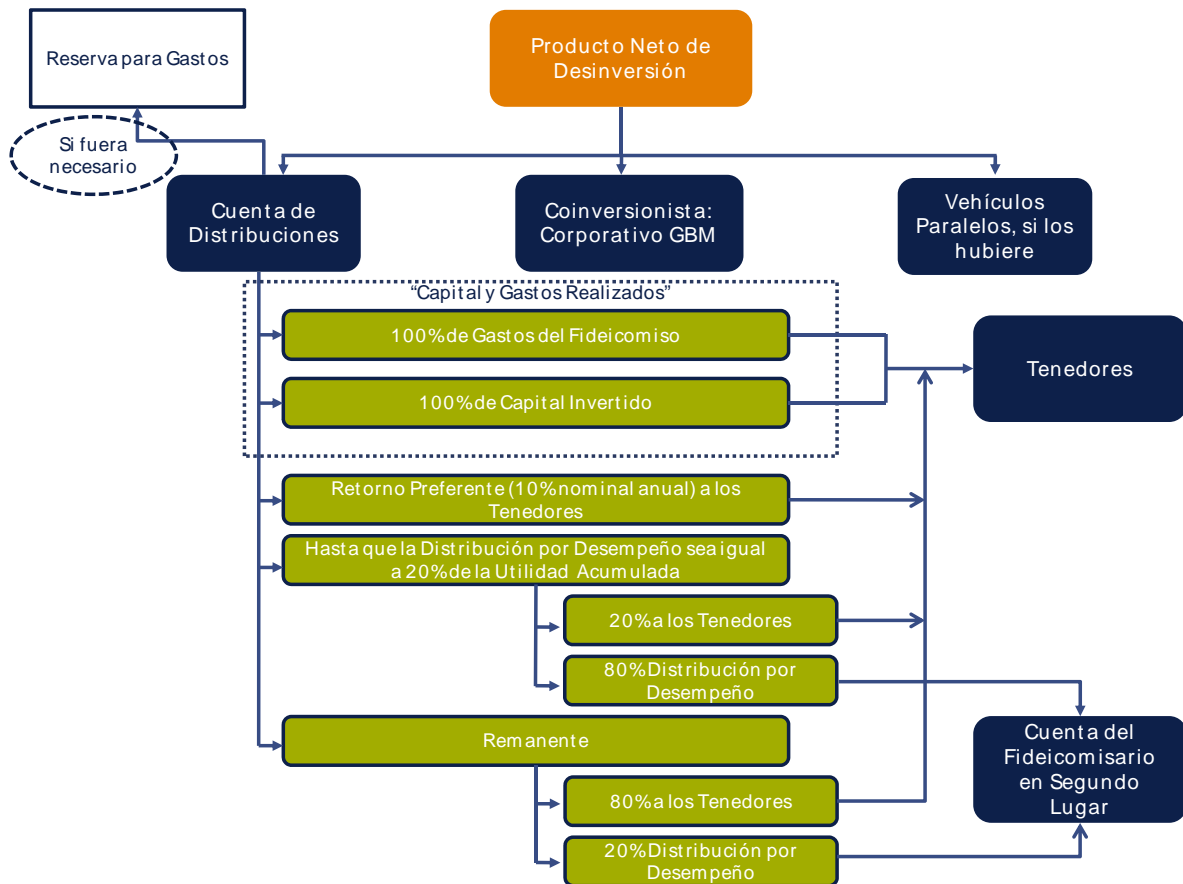 Reserva para Gastos
Producto Neto de
Desinversión
Si fuera
necesario
Cuenta de
Distribuciones
Coinversionista:
Corporativo GBM
Vehículos
Paralelos, si los
hubiere
“Capital y Gastos Realizados”
100% de Gastos del Fideicomiso
100% de Capital Invertido
Tenedores
Retorno Preferente (10% nominal anual) a los
Tenedores
Hasta que la Distribución por Desempeño sea igual
a 20% de la Utilidad Acumulada
20% a los Tenedores
80% Distribución por
Desempeño
Remanente
80% a los Tenedores
20% Distribución por
Desempeño
Cuenta del
Fideicomisario
en Segundo
Lugar